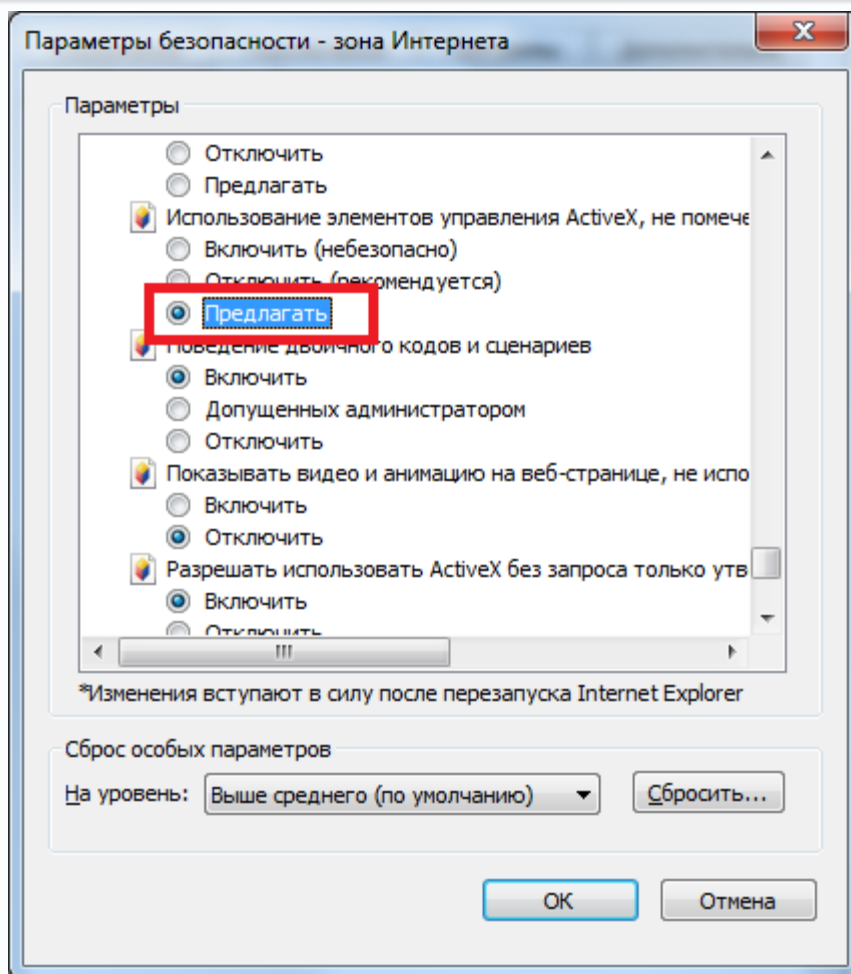 Параметры безопасности - зона Интернета
Параметры
Отключить
Предлагать
Использование элементов управления ActiveX, не помече
Включить (небезопасно)
Отключить (рекомендуется)
Предлагать
Поведение двоичного кодов и сценариев
Включить
Допущенных администратором
Отключить
Показывать видео и анимацию на веб-странице, не испо
Включить
Отключить
Разрешать использовать ActiveX без запроса только утв
Включить
Отключить
*Изменения вступают в силу после перезапуска Internet Explorer
Сброс особых параметров
На уровень: Выше среднего (по умолчанию) Сбросить...
ОК Отмена